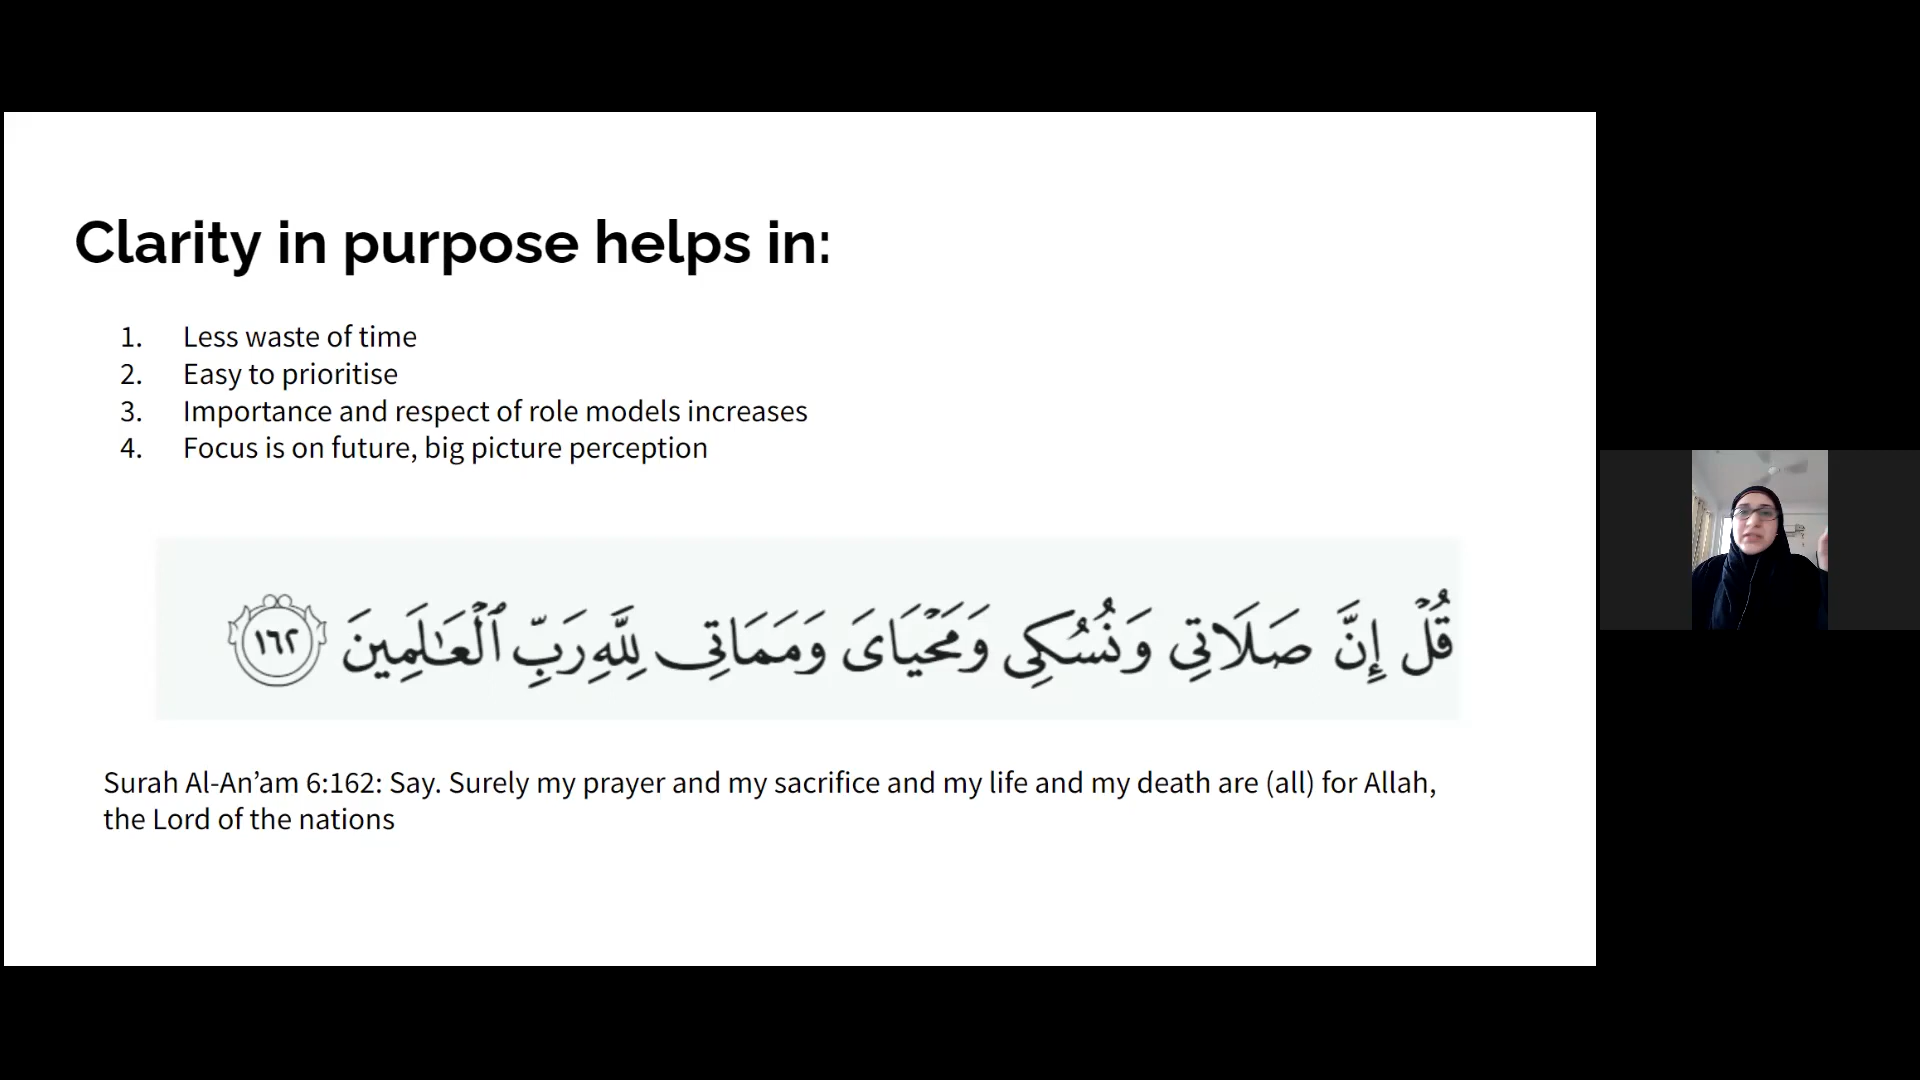 Clarity in purpose helps in:
1. Less waste of time
2. Easy to prioritise
3. Importance and respect of role models increases
4. Focus is on future, big picture perception
قُلْ إِنَّ صَلَاتِي وَنُسُكِي وَمَحْيَايَ وَمَمَاتِي لِلَّهِ رَبِّ ٱلْعَـٰلَمِينَ ١٦٢
Surah Al-An’am 6:162: Say. Surely my prayer and my sacrifice and my life and my death are (all) for Allah,
the Lord of the nations